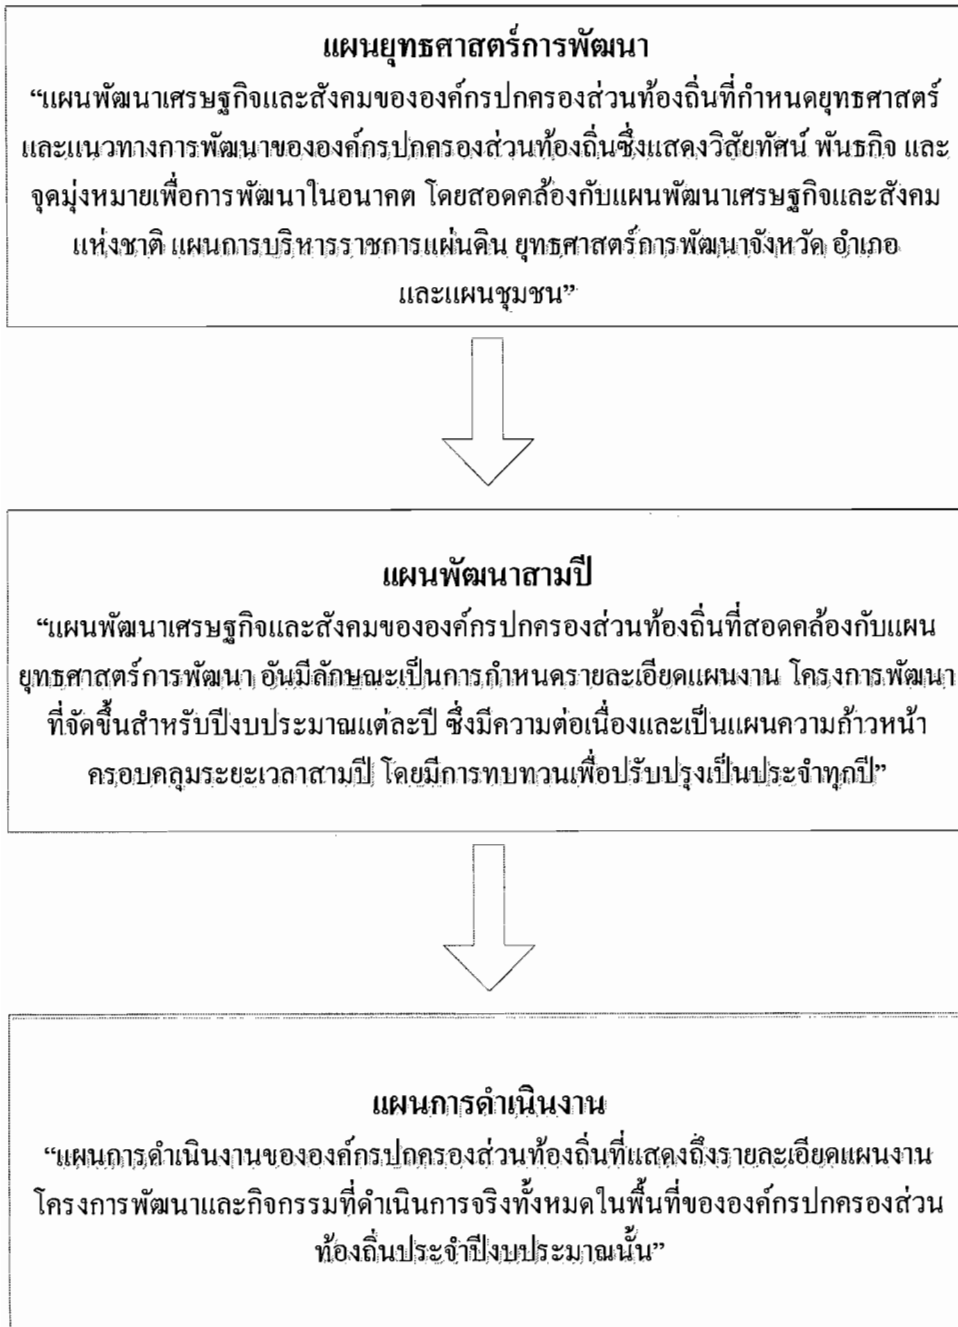 แผนยุทธศาสตร์การพัฒนา
“แผนพัฒนาเศรษฐกิจและสังคมขององค์กรปกครองส่วนท้องถิ่นที่กำหนดยุทธศาสตร์
และแนวทางการพัฒนาขององค์กรปกครองส่วนท้องถิ่นซึ่งแสดงวิสัยทัศน์ พันธกิจ และ
จุดมุ่งหมายเพื่อการพัฒนาในอนาคต โดยสอดคล้องกับแผนพัฒนาเศรษฐกิจและสังคม
แห่งชาติ แผนการบริหารราชการแผ่นดิน ยุทธศาสตร์การพัฒนาจังหวัด อำเภอ
และแผนชุมชน”
แผนพัฒนาสามปี
“แผนพัฒนาเศรษฐกิจและสังคมขององค์กรปกครองส่วนท้องถิ่นที่สอดคล้องกับแผน
ยุทธศาสตร์การพัฒนา อันมีลักษณะเป็นการกำหนดรายละเอียดแผนงาน โครงการพัฒนา
ที่จัดขึ้นสำหรับปีงบประมาณแต่ละปี ซึ่งมีความต่อเนื่องและเป็นแผนความก้าวหน้า
ครอบคลุมระยะเวลาสามปี โดยมีการทบทวนเพื่อปรับปรุงเป็นประจำทุกปี”
แผนการดำเนินงาน
“แผนการดำเนินงานขององค์กรปกครองส่วนท้องถิ่นที่แสดงถึงรายละเอียดแผนงาน
โครงการพัฒนาและกิจกรรมที่ดำเนินการจริงทั้งหมดในพื้นที่ขององค์กรปกครองส่วน
ท้องถิ่นประจำปีงบประมาณนั้น”